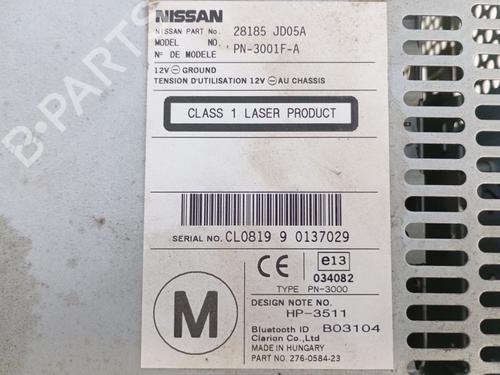 NISSAN
NISSAN PART No. 28185 JD05A
MODEL NO. PN-3001F-A
N° DE MODELE
12V ⊖ GROUND
TENSION D'UTILISATION 12V ⊖ AU CHASSIS
CLASS 1 LASER PRODUCT
SERIAL NO. CL0819 9 0137029
CE e13
034082
TYPE PN-3000
M
DESIGN NOTE NO.
HP-3511
Bluetooth ID B03104
Clarion Co.,Ltd
MADE IN HUNGARY
PART NO. 276-0584-23
B-PARTS